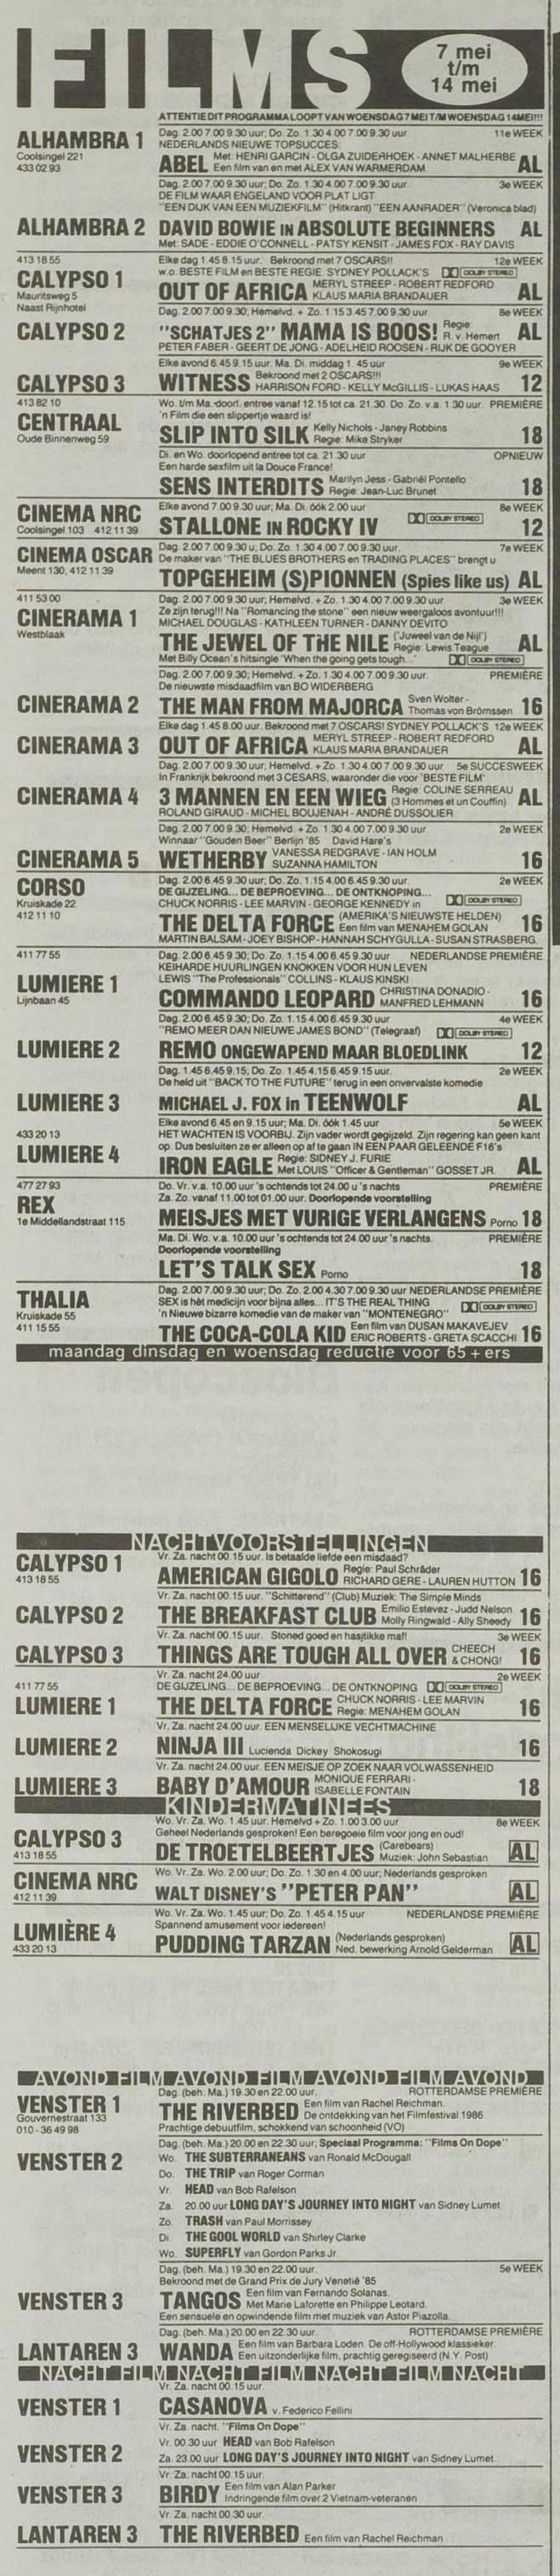 FILMS
7 mei
t/m
14 mei
ATTENTIE DIT PROGRAMMA LOOPT VAN WOENSDAG 7 MEI T/M WOENSDAG 14 MEI!!!
ALHAMBRA 1
Coolsingel 221
433 02 93
Dag. 2.00 7.00 9.30 uur; Do. Zo. 1.30 4.00 7.00 9.30 uur. 11e WEEK
NEDERLANDS NIEUWE TOPSUCCES:
ABEL Met: HENRI GARCIN - OLGA ZUIDERHOEK - ANNET MALHERBE
Een film van en met ALEX VAN WARMERDAM. AL
Dag. 2.00 7.00 9.30 uur; Do. Zo. 1.30 4.00 7.00 9.30 uur. 3e WEEK
DE FILM WAAR ENGELAND VOOR PLAT LIGT
"EEN DIJK VAN EEN MUZIEKFILM" (Hitkrant) "EEN AANRADER" (Veronica blad)
ALHAMBRA 2 DAVID BOWIE IN ABSOLUTE BEGINNERS AL
Met: SADE - EDDIE O'CONNELL - PATSY KENSIT - JAMES FOX - RAY DAVIS
413 18 55
CALYPSO 1
Mauritsweg 5
Naast Rijnhotel
Elke dag 1.45 8.15 uur. Bekroond met 7 OSCARS!! 12e WEEK
w.o. BESTE FILM en BESTE REGIE. SYDNEY POLLACK'S DOLBY STEREO
OUT OF AFRICA MERYL STREEP - ROBERT REDFORD
KLAUS MARIA BRANDAUER AL
Dag. 2.00 7.00 9.30 uur; Hemelvd. + Zo. 1.15 3.45 7.00 9.30 uur. 8e WEEK
CALYPSO 2 "SCHATJES 2" MAMA IS BOOS! Regie:
R. v. Hemert AL
PETER FABER - GEERT DE JONG - ADELHEID ROOSEN - RIJK DE GOOYER
Elke avond 6.45 9.15 uur. Ma. Di. middag 1.45 uur 9e WEEK
Bekroond met 2 OSCARS!!!
CALYPSO 3 WITNESS HARRISON FORD - KELLY McGILLIS - LUKAS HAAS 12
413 82 10
CENTRAAL
Oude Binnenweg 59
Wo. t/m Ma. doorl. entree vanaf 12.15 tot ca. 21.30. Do. Zo. v.a. 1.30 uur. PREMIÈRE
'n Film die een slippertje waard is!
SLIP INTO SILK Kelly Nichols - Janey Robbins
Regie: Mike Stryker 18
Di. en Wo. doorlopend entree tot ca. 21.30 uur OPNIEUW
Een harde sexfilm uit la Douce France!
SENS INTERDITS Marilyn Jess - Gabriël Pontello
Regie: Jean-Luc Brunet 18
CINEMA NRC
Coolsingel 103 412 11 39
Elke avond 7.00 9.30 uur; Ma. Di. óók 2.00 uur 8e WEEK
STALLONE IN ROCKY IV DOLBY STEREO 12
CINEMA OSCAR
Meent 130, 412 11 39
Dag. 2.00 7.00 9.30 u; Do. Zo. 1.30 4.00 7.00 9.30 uur. 7e WEEK
De maker van "THE BLUES BROTHERS en TRADING PLACES" brengt u
TOPGEHEIM (S)PIONNEN (Spies like us) AL
411 53 00
CINERAMA 1
Westblaak
Dag. 2.00 7.00 9.30 uur; Hemelvd. + Zo. 1.30 4.00 7.00 9.30 uur. 3e WEEK
Ze zijn terug!!! Na "Romancing the stone" een nieuw weergaloos avontuur!!!
MICHAEL DOUGLAS - KATHLEEN TURNER - DANNY DEVITO
THE JEWEL OF THE NILE ('Juweel van de Nijl')
Regie: Lewis Teague AL
Met Billy Ocean's hitsingle 'When the going gets tough...' DOLBY STEREO
Dag. 2.00 7.00 9.30; Hemelvd. + Zo. 1.30 4.00 7.00 9.30 uur. PREMIÈRE
De nieuwste misdaadfilm van BO WIDERBERG
CINERAMA 2 THE MAN FROM MAJORCA Sven Wolter -
Thomas von Brömssen 16
Elke dag 1.45 8.00 uur. Bekroond met 7 OSCARS! SYDNEY POLLACK'S 12e WEEK
CINERAMA 3 OUT OF AFRICA MERYL STREEP - ROBERT REDFORD
KLAUS MARIA BRANDAUER AL
Dag. 2.00 7.00 9.30 uur; Hemelvd. + Zo. 1.30 4.00 7.00 9.30 uur. 5e SUCCESWEEK
In Frankrijk bekroond met 3 CESARS, waaronder die voor 'BESTE FILM'
CINERAMA 4 3 MANNEN EN EEN WIEG Regie: COLINE SERREAU
(3 Hommes et un Couffin) AL
ROLAND GIRAUD - MICHEL BOUJENAH - ANDRÉ DUSSOLIER
Dag. 2.00 7.00 9.30; Hemelvd. + Zo. 1.30 4.00 7.00 9.30 uur. 2e WEEK
Winnaar "Gouden Beer" Berlijn '85 David Hare's
CINERAMA 5 WETHERBY VANESSA REDGRAVE - IAN HOLM
SUZANNA HAMILTON 16
CORSO
Kruiskade 22
412 11 10
Dag. 2.00 6.45 9.30 uur; Do. Zo. 1.15 4.00 6.45 9.30 uur. 2e WEEK
DE GIJZELING... DE BEPROEVING... DE ONTKNOPING...
CHUCK NORRIS - LEE MARVIN - GEORGE KENNEDY in DOLBY STEREO
THE DELTA FORCE (AMERIKA'S NIEUWSTE HELDEN)
Een film van MENAHEM GOLAN 16
MARTIN BALSAM - JOEY BISHOP - HANNAH SCHYGULLA - SUSAN STRASBERG.
411 77 55
LUMIERE 1
Lijnbaan 45
Dag. 2.00 6.45 9.30; Do. Zo. 1.15 4.00 6.45 9.30 uur NEDERLANDSE PREMIÈRE
KEIHARDE HUURLINGEN KNOKKEN VOOR HUN LEVEN
LEWIS "The Professionals" COLLINS - KLAUS KINSKI
COMMANDO LEOPARD CHRISTINA DONADIO -
MANFRED LEHMANN 16
Dag. 2.00 6.45 9.30 uur; Do. Zo. 1.15 4.00 6.45 9.30 uur 4e WEEK
"REMO MEER DAN NIEUWE JAMES BOND" (Telegraaf) DOLBY STEREO
LUMIERE 2 REMO ONGEWAPEND MAAR BLOEDLINK 12
Dag. 1.45 6.45 9.15; Do. Zo. 1.45 4.15 6.45 9.15 uur. 2e WEEK
De held uit "BACK TO THE FUTURE" terug in een onvervalste komedie
LUMIERE 3 MICHAEL J. FOX in TEENWOLF AL
433 20 13
LUMIERE 4
Elke avond 6.45 en 9.15 uur; Ma. Di. óók 1.45 uur 5e WEEK
HET WACHTEN IS VOORBIJ. Zijn vader wordt gegijzeld. Zijn regering kan geen kant
op. Dus besluiten ze er alleen op af te gaan IN EEN PAAR GELEENDE F16's
IRON EAGLE Regie: SIDNEY J. FURIE
Met LOUIS "Officer & Gentleman" GOSSET JR. AL
477 27 93
REX
1e Middellandstraat 115
Do. Vr. v.a. 10.00 uur 's ochtends tot 24.00 u 's nachts PREMIÈRE
Za. Zo. vanaf 11.00 tot 01.00 uur. Doorlopende voorstelling
MEISJES MET VURIGE VERLANGENS Porno 18
Ma. Di. Wo. v.a. 10.00 uur 's ochtends tot 24.00 uur 's nachts. PREMIÈRE
Doorlopende voorstelling
LET'S TALK SEX Porno 18
THALIA
Kruiskade 55
411 15 55
Dag. 2.00 7.00 9.30 uur; Do. Zo. 2.00 4.30 7.00 9.30 uur NEDERLANDSE PREMIÈRE
SEX is hèt medicijn voor bijna alles... IT'S THE REAL THING
'n Nieuwe bizarre komedie van de maker van "MONTENEGRO" DOLBY STEREO
THE COCA-COLA KID Een film van DUSAN MAKAVEJEV
ERIC ROBERTS - GRETA SCACCHI 16
maandag dinsdag en woensdag reductie voor 65+ers
NACHTVOORSTELLINGEN
CALYPSO 1
413 18 55
Vr. Za. nacht 00.15 uur. Is betaalde liefde een misdaad?
AMERICAN GIGOLO Regie: Paul Schräder
RICHARD GERE - LAUREN HUTTON 16
Vr. Za. nacht 00.15 uur. "Schitterend" (Club) Muziek: The Simple Minds
CALYPSO 2 THE BREAKFAST CLUB Emilio Estevez - Judd Nelson
Molly Ringwald - Ally Sheedy 16
Vr. Za. nacht 00.15 uur. Stoned goed en hasjtikke maf! 3e WEEK
CALYPSO 3 THINGS ARE TOUGH ALL OVER CHEECH
& CHONG! 16
411 77 55
Vr. Za. nacht 24.00 uur 2e WEEK
DE GIJZELING... DE BEPROEVING... DE ONTKNOPING DOLBY STEREO
LUMIERE 1 THE DELTA FORCE CHUCK NORRIS - LEE MARVIN
Regie: MENAHEM GOLAN 16
Vr. Za. nacht 24.00 uur. EEN MENSELIJKE VECHTMACHINE
LUMIERE 2 NINJA III Lucienda Dickey Shokosugi 16
Vr. Za. nacht 24.00 uur. EEN MEISJE OP ZOEK NAAR VOLWASSENHEID
LUMIERE 3 BABY D'AMOUR MONIQUE FERRARI -
ISABELLE FONTAIN 18
KINDERMATINEES
Wo. Vr. Za. Wo. 1.45 uur; Hemelvd + Zo. 1.00 3.00 uur 8e WEEK
Geheel Nederlands gesproken! Een beregoeie film voor jong en oud!
CALYPSO 3
413 18 55
DE TROETELBEERTJES (Carebears)
Muziek: John Sebastian AL
CINEMA NRC
412 11 39
Wo. Vr. Za. Wo. 2.00 uur; Do. Zo. 1.30 en 4.00 uur; Nederlands gesproken
WALT DISNEY'S "PETER PAN" AL
Wo. Vr. Za. Wo. 1.45 uur; Do. Zo. 1.45 4.15 uur NEDERLANDSE PREMIÈRE
Spannend amusement voor iedereen!
LUMIÈRE 4
433 20 13
PUDDING TARZAN (Nederlands gesproken)
Ned. bewerking Arnold Gelderman AL
AVOND FILM AVOND FILM AVOND FILM AVOND
VENSTER 1
Gouvernestraat 133
010 - 36 49 98
Dag. (beh. Ma.) 19.30 en 22.00 uur. ROTTERDAMSE PREMIÈRE
THE RIVERBED Een film van Rachel Reichman.
De ontdekking van het Filmfestival 1986
Prachtige debuutfilm, schokkend van schoonheid (VO)
Dag. (beh. Ma.) 20.00 en 22.30 uur; Speciaal Programma: "Films On Dope"
VENSTER 2 Wo. THE SUBTERRANEANS van Ronald McDougall
Do. THE TRIP van Roger Corman
Vr. HEAD van Bob Rafelson
Za. 20.00 uur LONG DAY'S JOURNEY INTO NIGHT van Sidney Lumet
Zo. TRASH van Paul Morrissey
Di. THE GOOL WORLD van Shirley Clarke
Wo. SUPERFLY van Gordon Parks Jr.
Dag. (beh. Ma.) 19.30 en 22.00 uur. 5e WEEK
Bekroond met de Grand Prix de Jury Venetië '85
VENSTER 3 TANGOS Een film van Fernando Solanas.
Met Marie Laforette en Philippe Leotard.
Een sensuele en opwindende film met muziek van Astor Piazolla.
Dag. (beh. Ma.) 20.00 en 22.30 uur. ROTTERDAMSE PREMIÈRE
LANTAREN 3 WANDA Een film van Barbara Loden. De off-Hollywood klassieker.
Een uitzonderlijke film, prachtig geregiseerd (N.Y. Post)
NACHT FILM NACHT FILM NACHT FILM NACHT
Vr. Za. nacht 00.15 uur.
VENSTER 1 CASANOVA v. Federico Fellini
Vr. Za. nacht. "Films On Dope"
VENSTER 2 Vr. 00.30 uur HEAD van Bob Rafelson
Za. 23.00 uur LONG DAY'S JOURNEY INTO NIGHT van Sidney Lumet
Vr. Za. nacht 00.15 uur.
VENSTER 3 BIRDY Een film van Alan Parker
Indringende film over 2 Vietnam-veteranen
Vr. Za. nacht 00.30 uur.
LANTAREN 3 THE RIVERBED Een film van Rachel Reichman